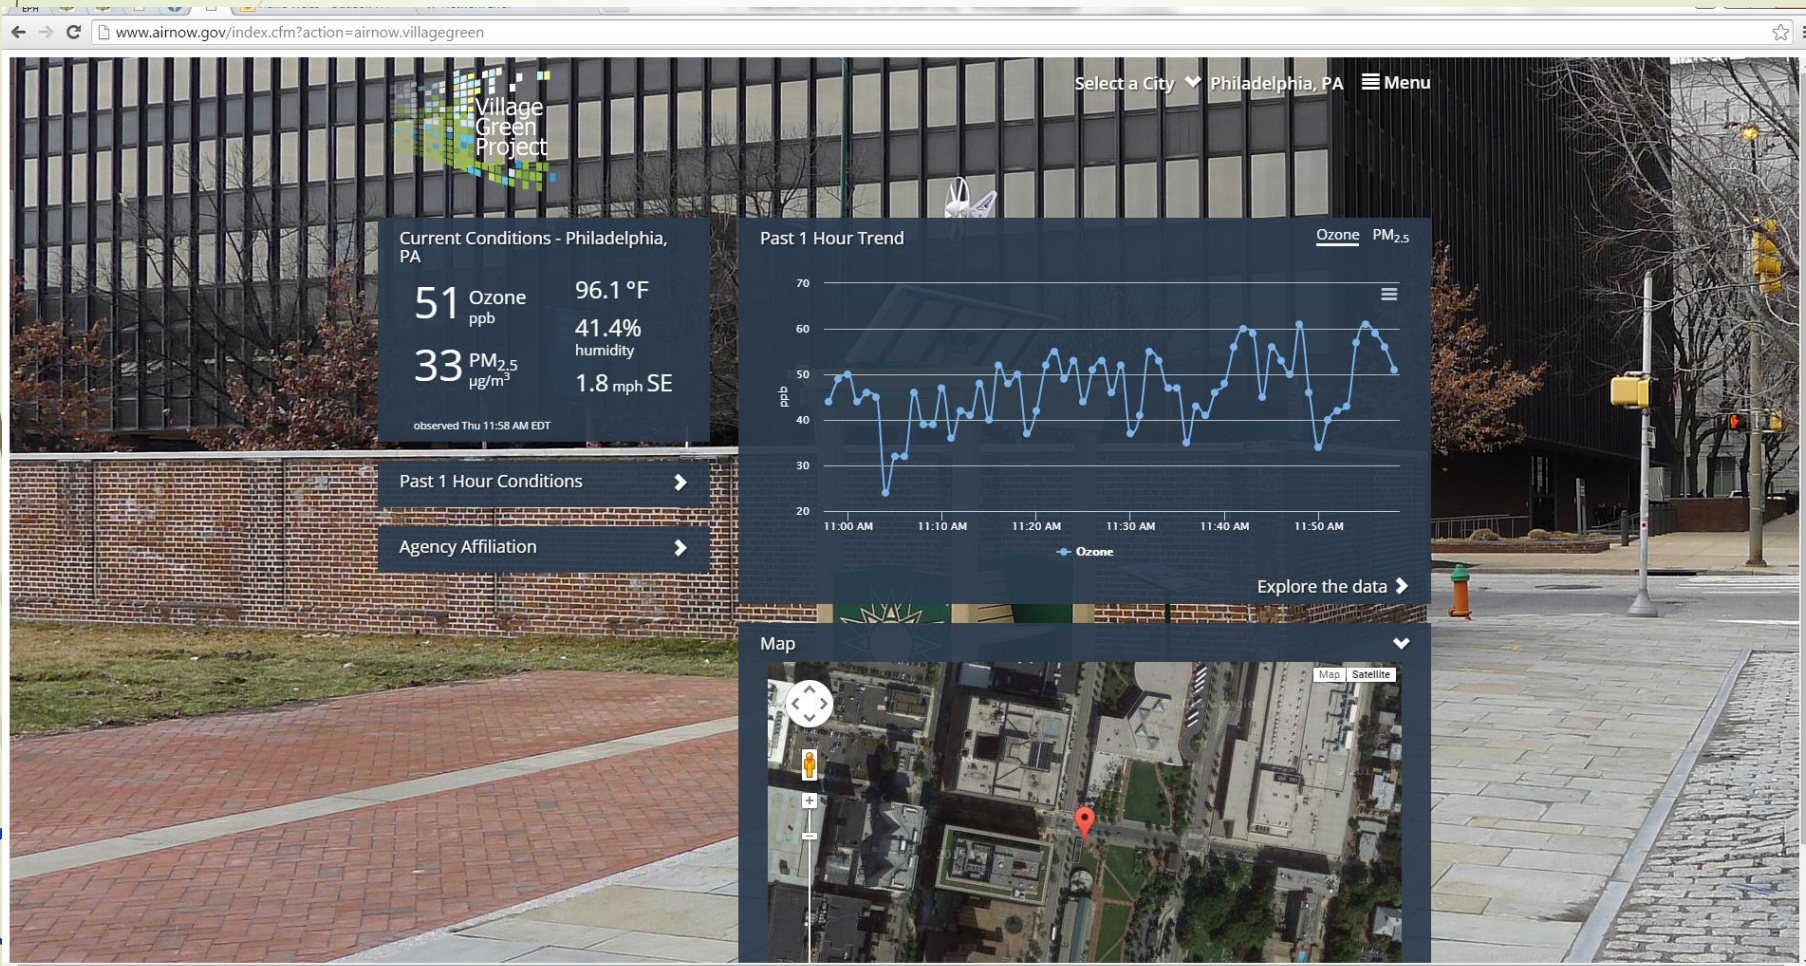 EPH
www.airnow.gov/index.cfm?action=airnow.villagegreen
Village
Green
Project
Select a City Philadelphia, PA Menu
Current Conditions - Philadelphia,
PA
51 Ozone
ppb
33 PM2.5
µg/m3
96.1 °F
41.4%
humidity
1.8 mph SE
observed Thu 11:58 AM EDT
Past 1 Hour Conditions
Agency Affiliation
Past 1 Hour Trend
Ozone PM2.5
70
60
50
40
30
20
ppb
11:00 AM 11:10 AM 11:20 AM 11:30 AM 11:40 AM 11:50 AM
Ozone
Explore the data
Map
Map Satellite